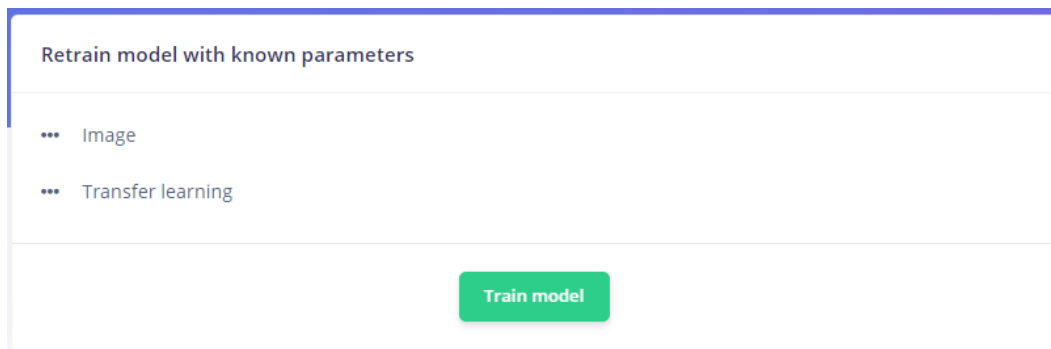 Retrain model with known parameters
••• Image
••• Transfer learning
Train model